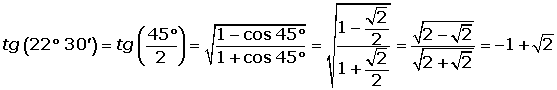 tg(22° 30′) = tg(45°/2) = √((1 − cos 45°)/(1 + cos 45°)) = √((1 − √2/2)/(1 + √2/2)) = √(2 − √2)/√(2 + √2) = −1 + √2